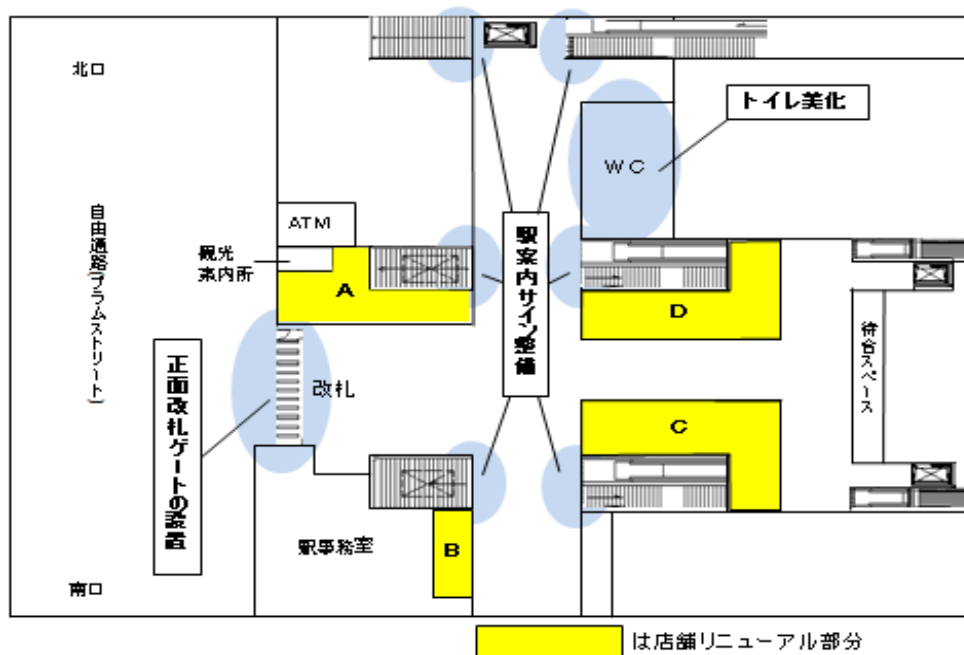 北口
トイレ美化
WC
ATM
観光
案内所
自由通路(プラムストリート)
駅案内サイン整備
A
D
待合スペース
正面改札ゲートの設置
改札
C
駅事務室
B
南口
は店舗リニューアル部分